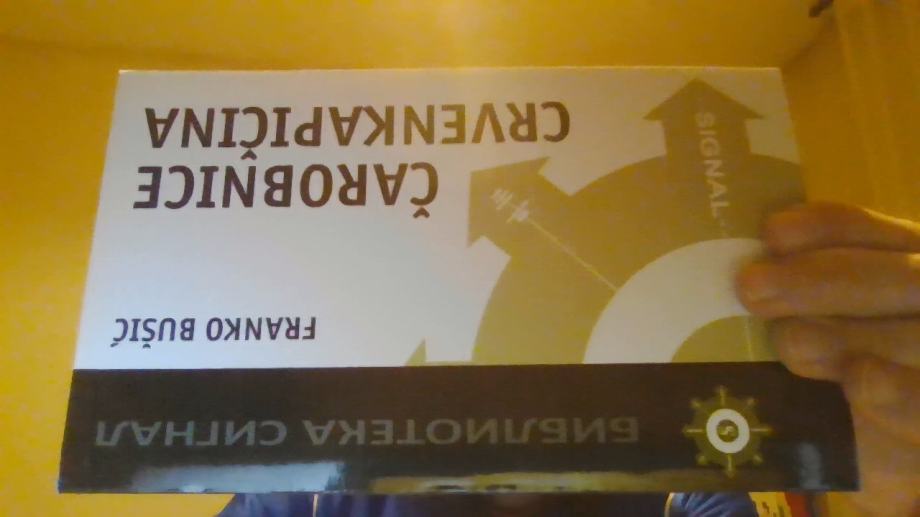 БИБЛИОТЕКА СИГНАЛ
FRANKO BUŠIĆ
ČAROBNICE
CRVENKAPIČINA
SIGNAL...